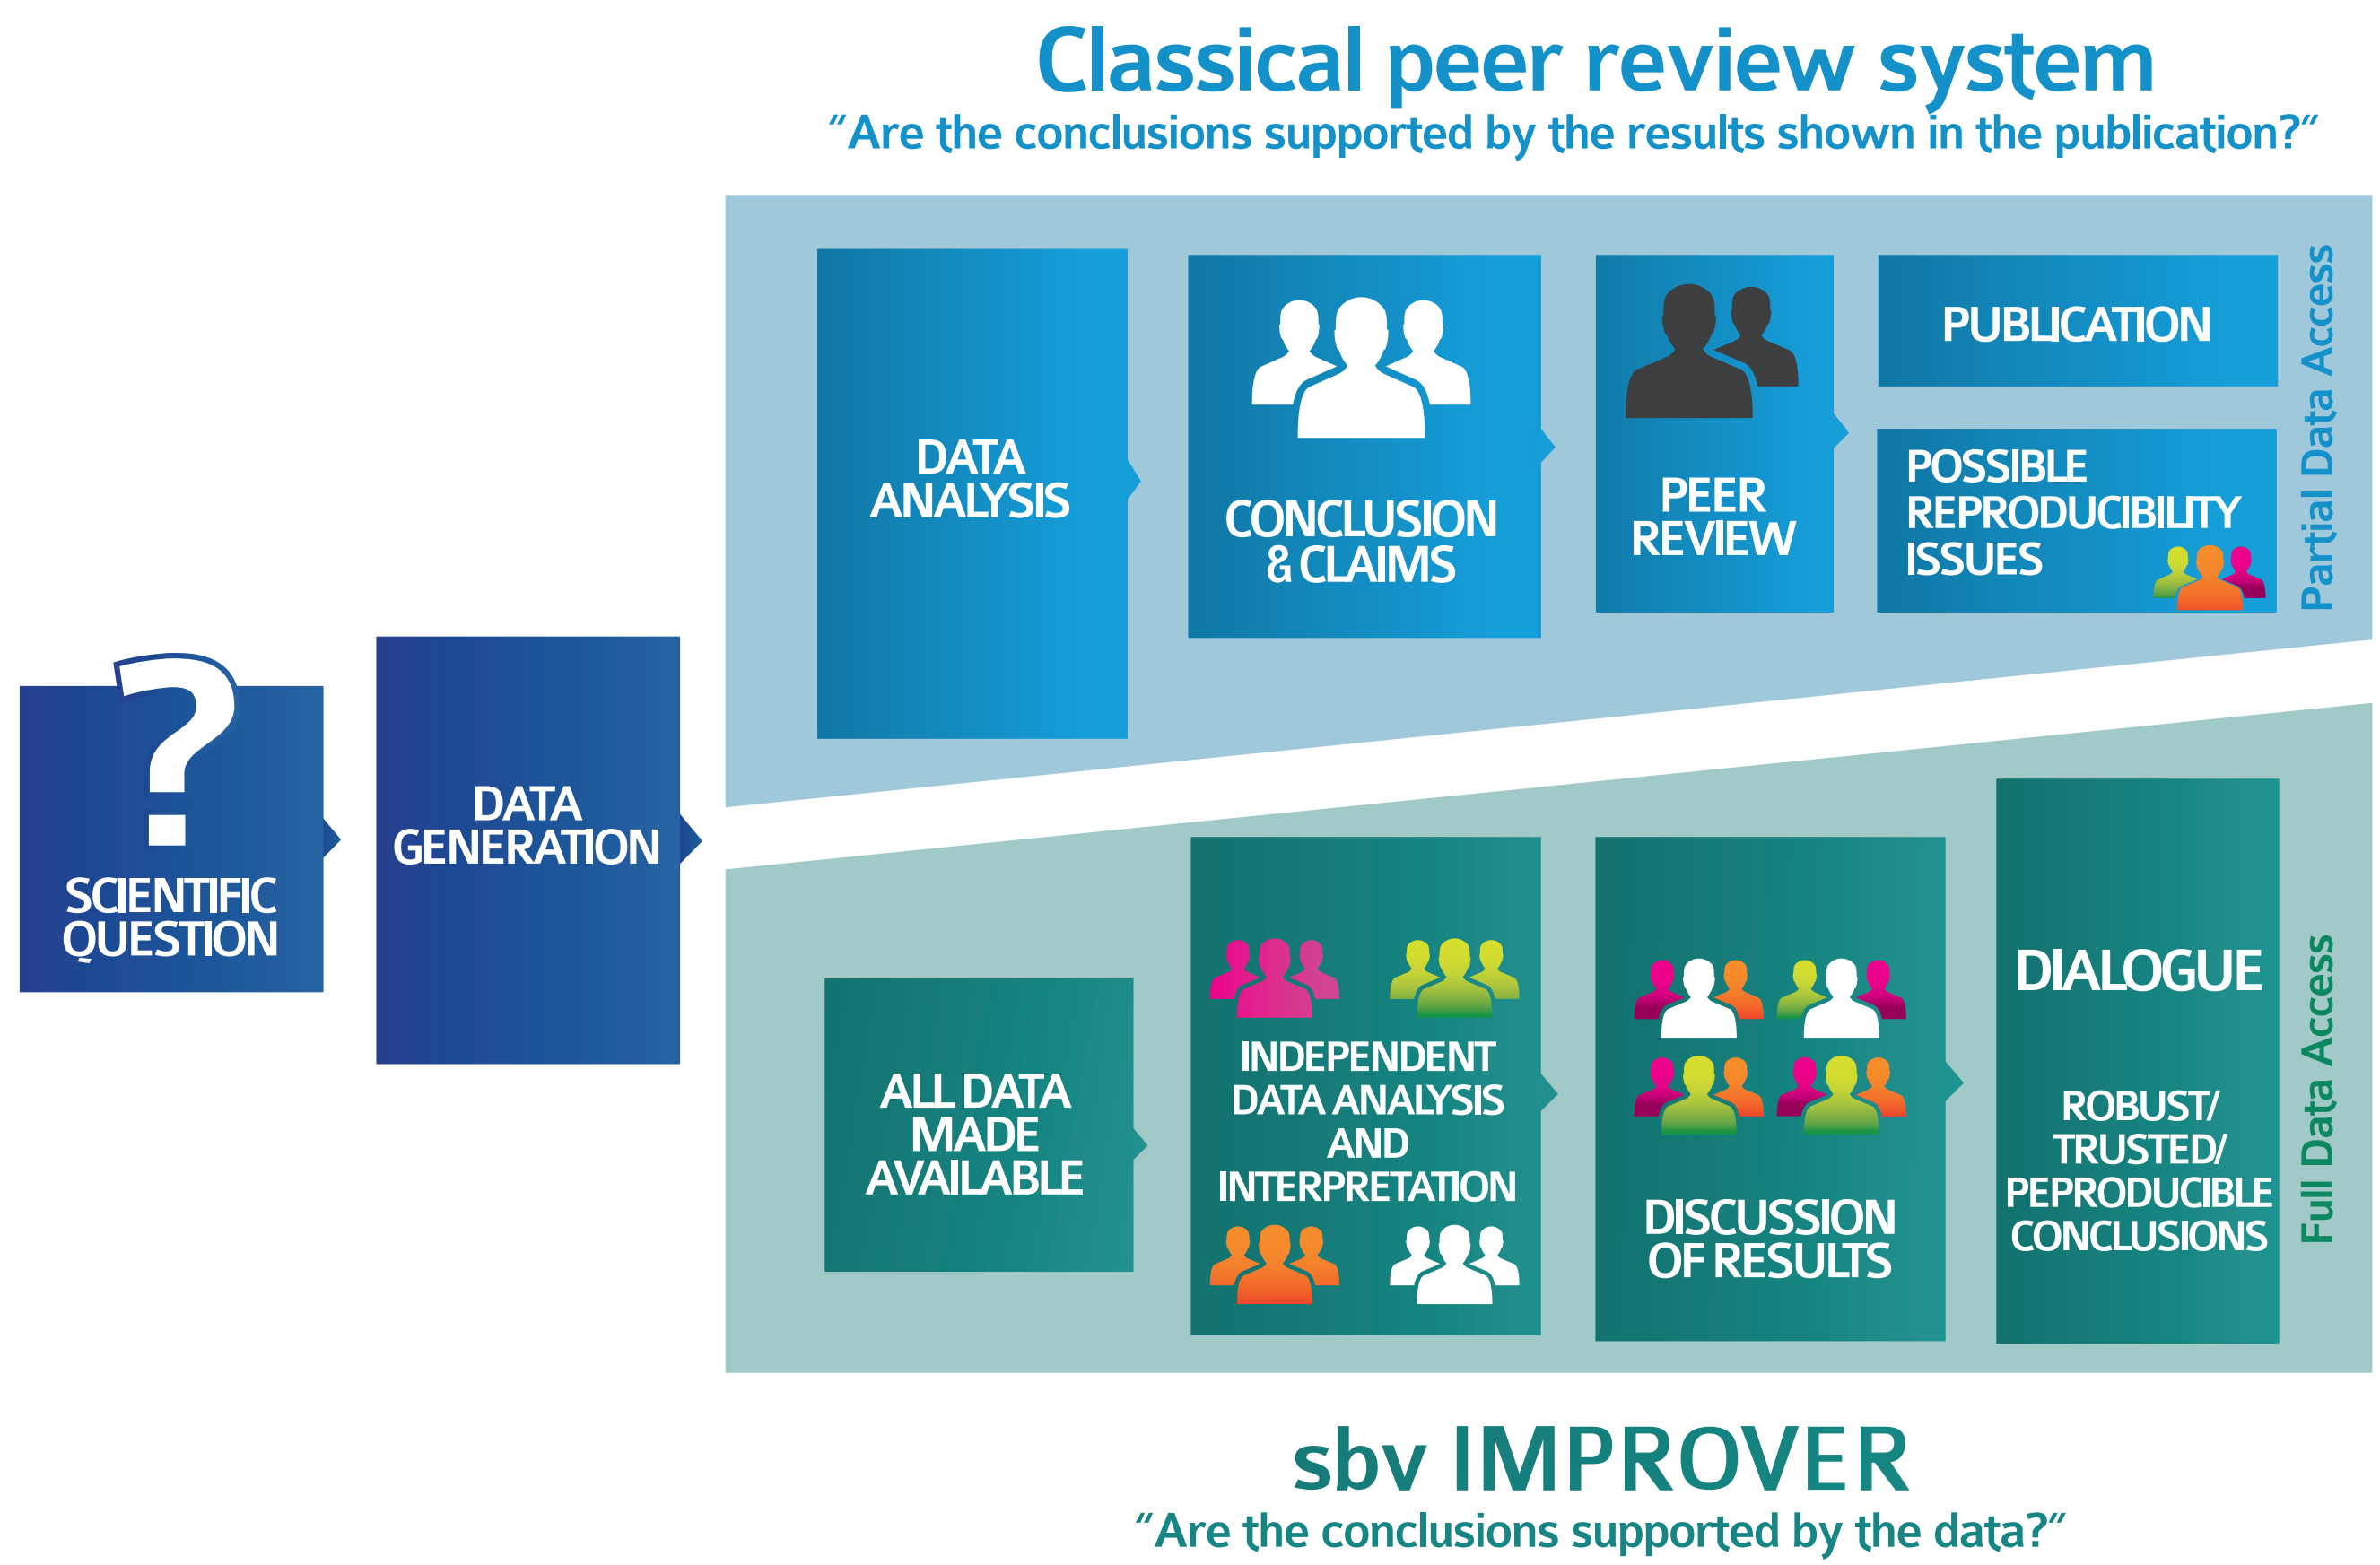 Classical peer review system
“Are the conclusions supported by the results shown in the publication?”
DATA
ANALYSIS
CONCLUSION
& CLAIMS
PEER
REVIEW
PUBLICATION
POSSIBLE
REPRODUCIBILITY
ISSUES
Partial Data Access
?
SCIENTIFIC
QUESTION
DATA
GENERATION
ALL DATA
MADE
AVAILABLE
INDEPENDENT
DATA ANALYSIS
AND
INTERPRETATION
DISCUSSION
OF RESULTS
DIALOGUE
ROBUST/
TRUSTED/
PEPRODUCIBLE
CONCLUSIONS
Full Data Access
sbv IMPROVER
“Are the conclusions supported by the data?”